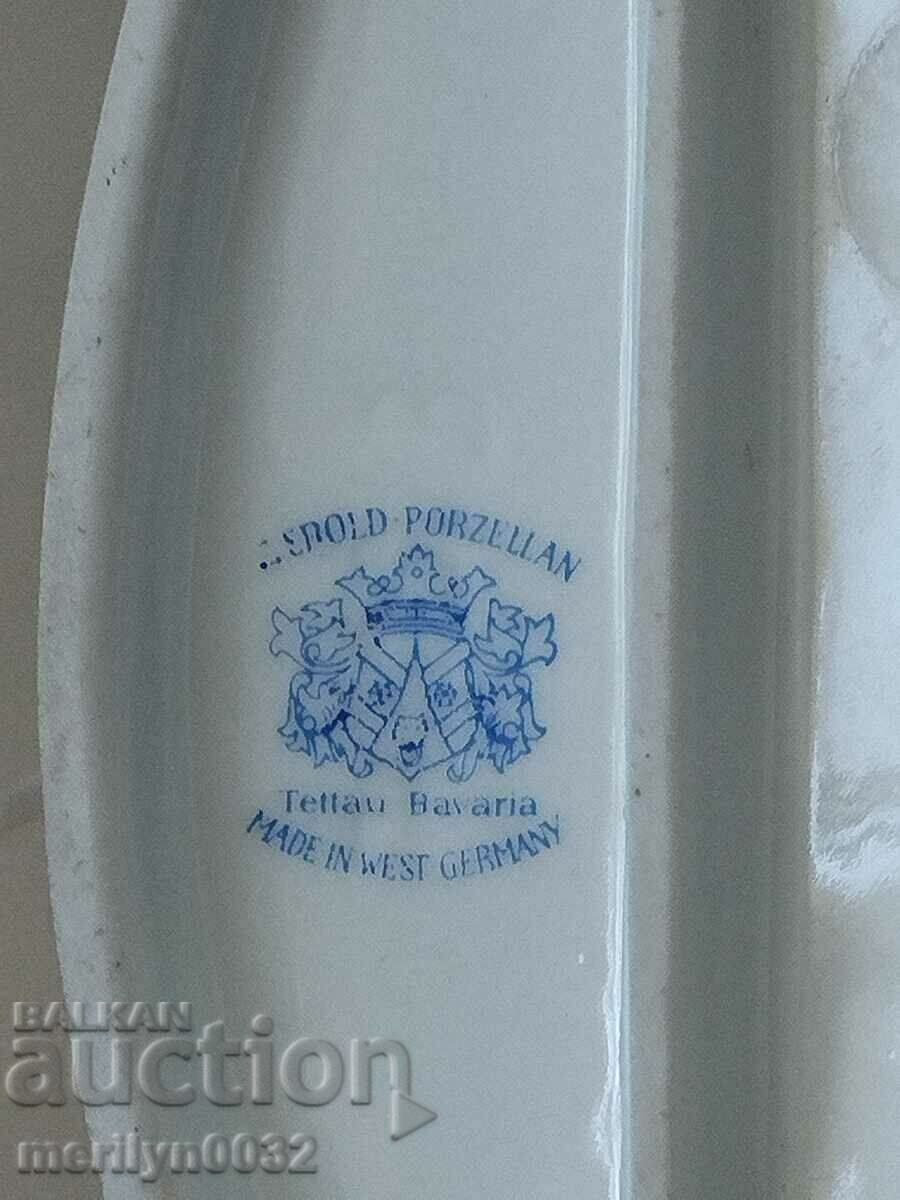 PORZELLAN
Tettau Bavaria
MADE IN WEST GERMANY
BALKAN
auction
merilyn0032